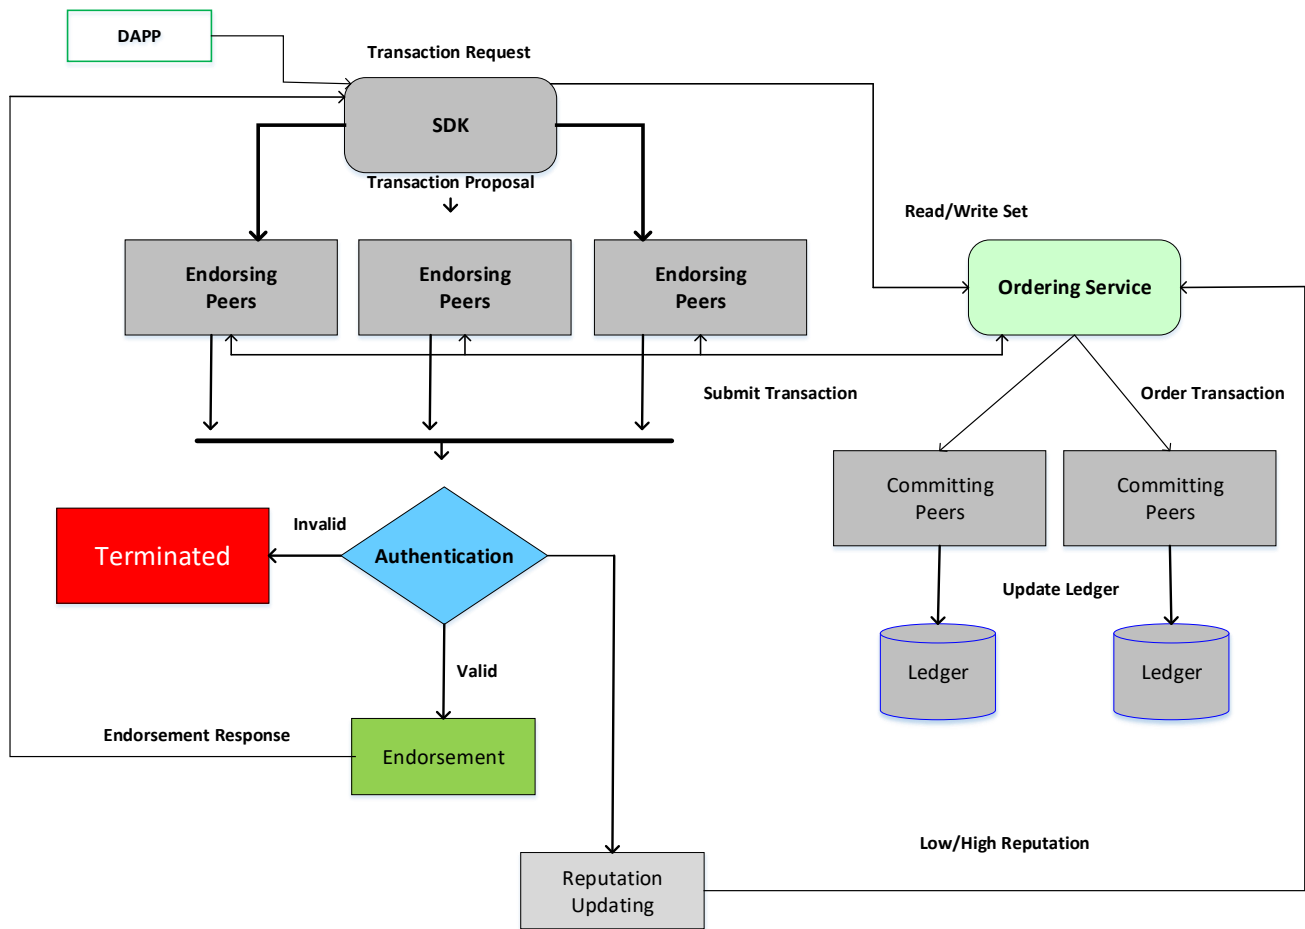 DAPP
Transaction Request
SDK
Transaction Proposal
Read/Write Set
Endorsing
Peers
Endorsing
Peers
Endorsing
Peers
Ordering Service
Submit Transaction
Order Transaction
Committing
Peers
Committing
Peers
Invalid
Terminated
Authentication
Update Ledger
Valid
Ledger
Ledger
Endorsement Response
Endorsement
Low/High Reputation
Reputation
Updating